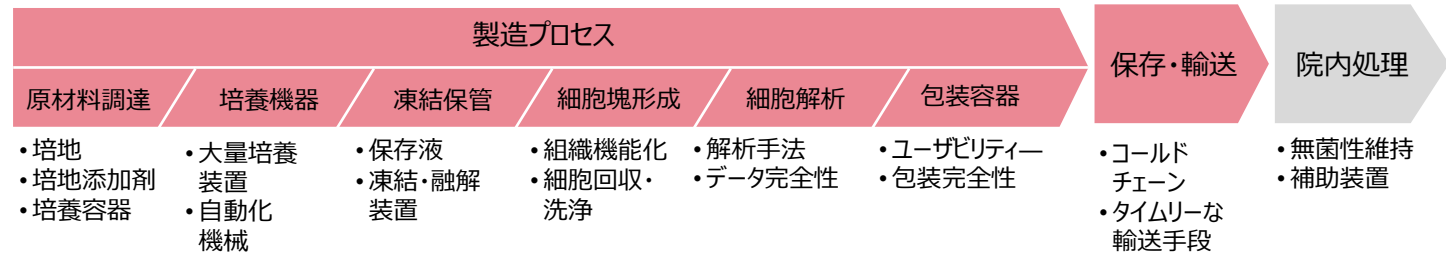 製造プロセス
保存・輸送
院内処理
原材料調達
培養機器
凍結保管
細胞塊形成
細胞解析
包装容器
•培地
•培地添加剤
•培養容器
•大量培養
装置
•自動化
機械
•保存液
•凍結・融解
装置
•組織機能化
•細胞回収・
洗浄
•解析手法
•データ完全性
•ユーザビリティ―
•包装完全性
•コールド
チェーン
•タイムリーな
輸送手段
•無菌性維持
•補助装置